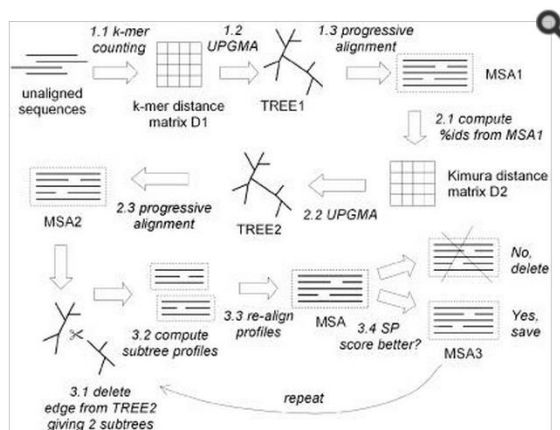 1.1 k-mer
counting
1.2
UPGMA
1.3 progressive
alignment
unaligned
sequences
k-mer distance
matrix D1
TREE1
MSA1
2.1 compute
%ids from MSA1
Kimura distance
matrix D2
2.2 UPGMA
TREE2
2.3 progressive
alignment
MSA2
3.1 delete
edge from TREE2
giving 2 subtrees
3.2 compute
subtree profiles
3.3 re-align
profiles
MSA
3.4 SP
score better?
No,
delete
Yes,
save
MSA3
repeat